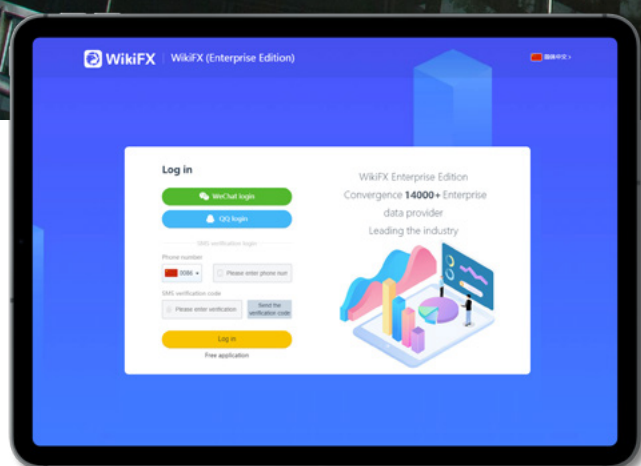 WikiFX
WikiFX (Enterprise Edition)
简体中文 >
Log in
WeChat login
QQ login
SMS verification login
Phone number
0086
Please enter phone num
SMS verification code
Please enter verification
Send the
verification code
Log in
Free application
WikiFX Enterprise Edition
Convergence 14000+ Enterprise
data provider
Leading the industry